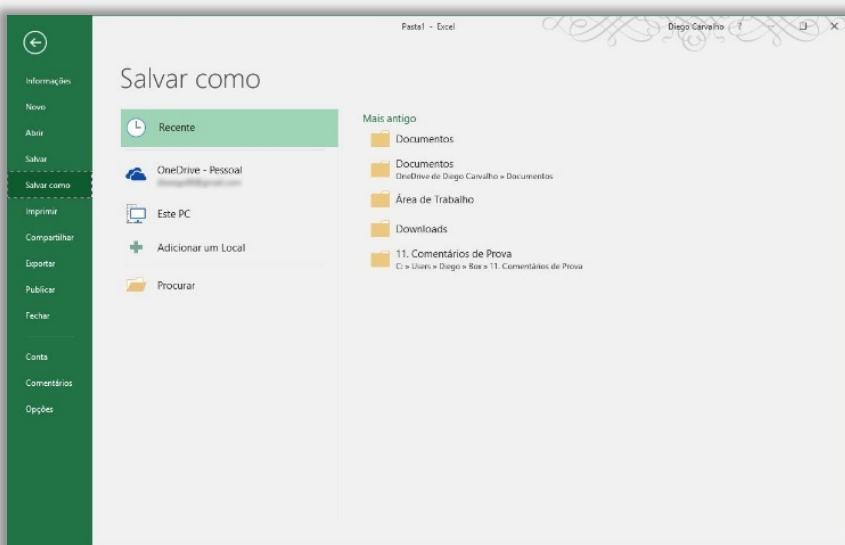 Pasta1 - Excel
Diego Carvalho
?
Informações
Novo
Abrir
Salvar
Salvar como
Imprimir
Compartilhar
Exportar
Publicar
Fechar
Conta
Comentários
Opções
Salvar como
Recente
OneDrive - Pessoal
Este PC
Adicionar um Local
Procurar
Mais antigo
Documentos
Documentos
OneDrive de Diego Carvalho » Documentos
Área de Trabalho
Downloads
11. Comentários de Prova
C: » Users » Diego » Box » 11. Comentários de Prova